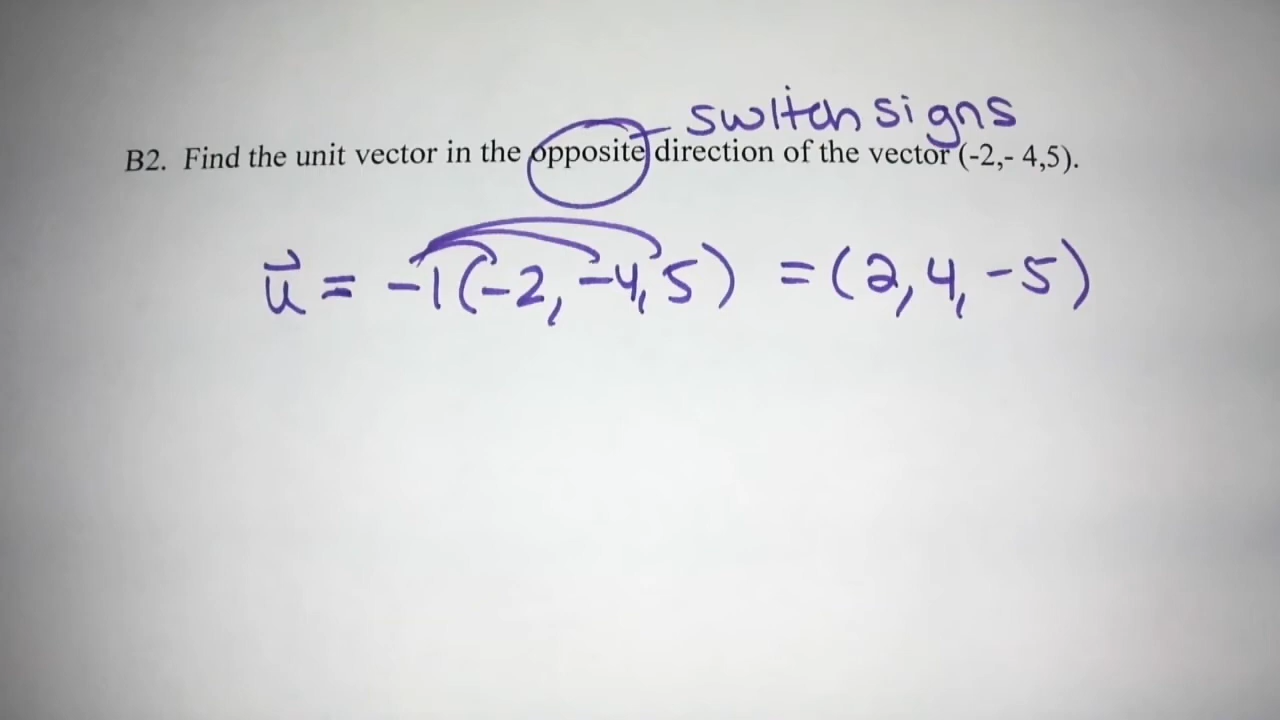 switch signs
B2. Find the unit vector in the opposite direction of the vector (-2,- 4,5).
u⃗ = -1(-2, -4, 5) = (2, 4, -5)